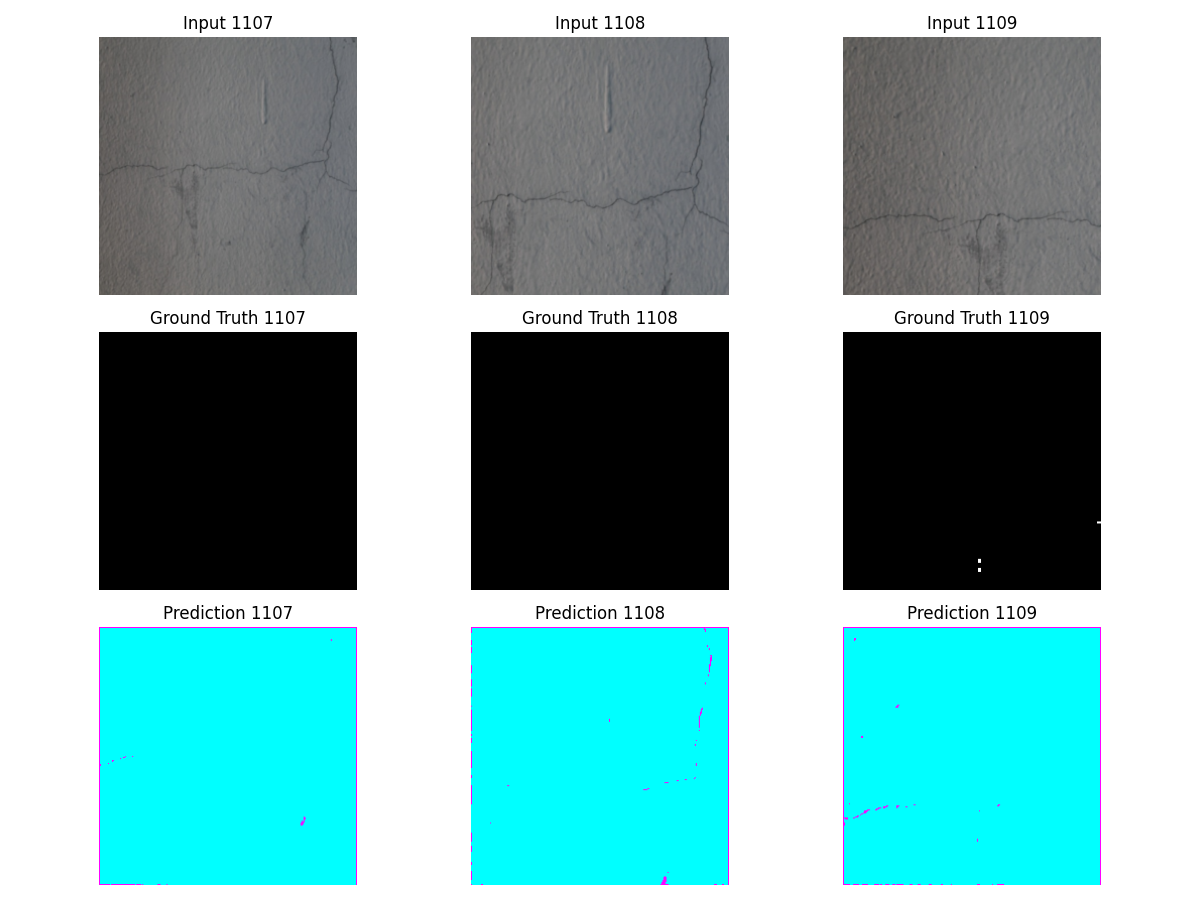 Input 1107
Input 1108
Input 1109
Ground Truth 1107
Ground Truth 1108
Ground Truth 1109
Prediction 1107
Prediction 1108
Prediction 1109